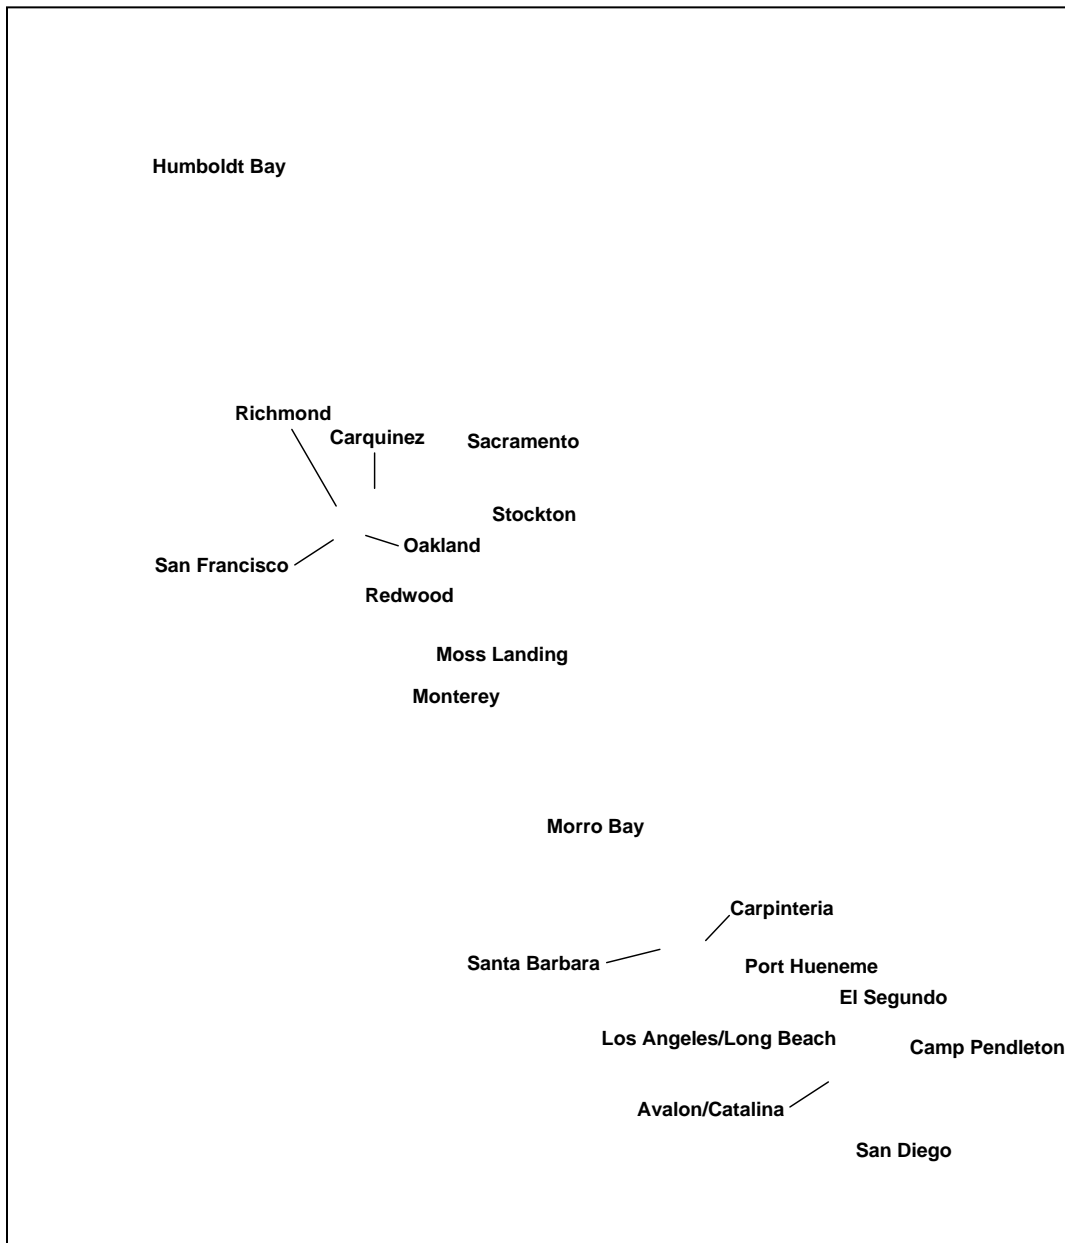 Humboldt Bay
Richmond
Carquinez
Sacramento
Stockton
Oakland
San Francisco
Redwood
Moss Landing
Monterey
Morro Bay
Carpinteria
Santa Barbara
Port Hueneme
El Segundo
Los Angeles/Long Beach
Camp Pendleton
Avalon/Catalina
San Diego